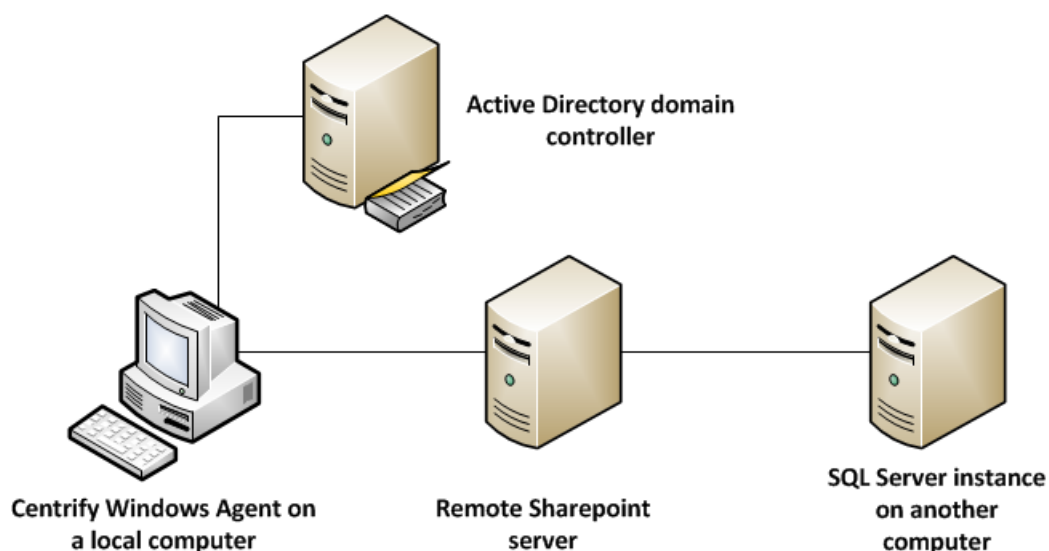 Active Directory domain
controller
Centrify Windows Agent on
a local computer
Remote Sharepoint
server
SQL Server instance
on another
computer